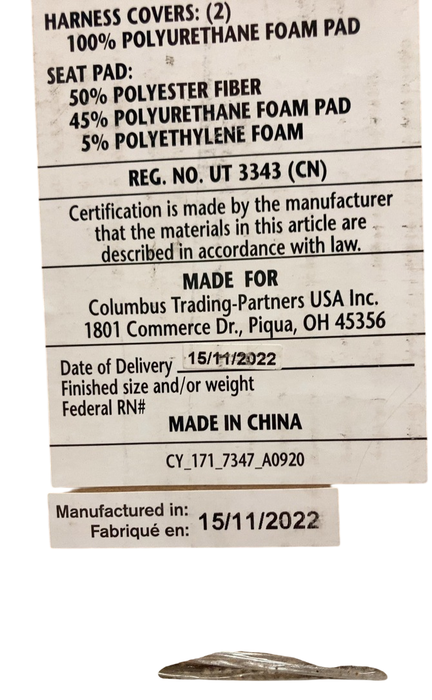 HARNESS COVERS: (2)
100% POLYURETHANE FOAM PAD
SEAT PAD:
50% POLYESTER FIBER
45% POLYURETHANE FOAM PAD
5% POLYETHYLENE FOAM
REG. NO. UT 3343 (CN)
Certification is made by the manufacturer
that the materials in this article are
described in accordance with law.
MADE FOR
Columbus Trading-Partners USA Inc.
1801 Commerce Dr., Piqua, OH 45356
Date of Delivery 15/11/2022
Finished size and/or weight
Federal RN#
MADE IN CHINA
CY_171_7347_A0920
Manufactured in:
Fabriqué en: 15/11/2022